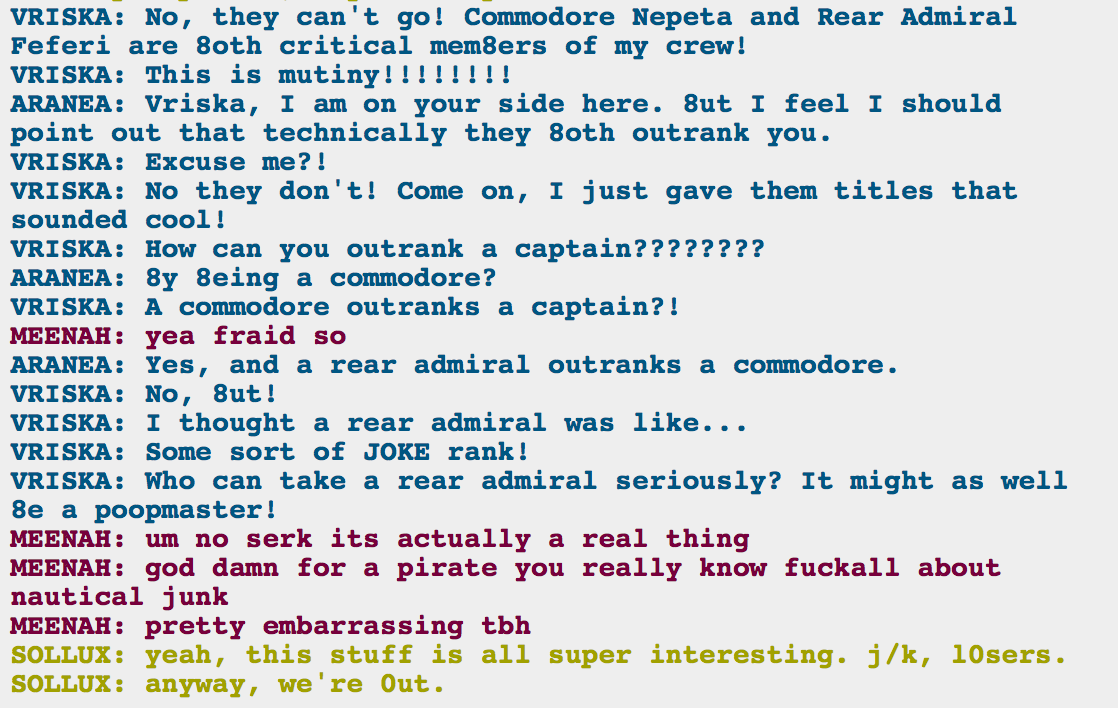 VRISKA: No, they can't go! Commodore Nepeta and Rear Admiral
Feferi are 8oth critical mem8ers of my crew!
VRISKA: This is mutiny!!!!!!!!
ARANEA: Vriska, I am on your side here. 8ut I feel I should
point out that technically they 8oth outrank you.
VRISKA: Excuse me?!
VRISKA: No they don't! Come on, I just gave them titles that
sounded cool!
VRISKA: How can you outrank a captain????????
ARANEA: 8y 8eing a commodore?
VRISKA: A commodore outranks a captain?!
MEENAH: yea fraid so
ARANEA: Yes, and a rear admiral outranks a commodore.
VRISKA: No, 8ut!
VRISKA: I thought a rear admiral was like...
VRISKA: Some sort of JOKE rank!
VRISKA: Who can take a rear admiral seriously? It might as well
8e a poopmaster!
MEENAH: um no serk its actually a real thing
MEENAH: god damn for a pirate you really know fuckall about
nautical junk
MEENAH: pretty embarrassing tbh
SOLLUX: yeah, this stuff is all super interesting. j/k, l0sers.
SOLLUX: anyway, we're 0ut.